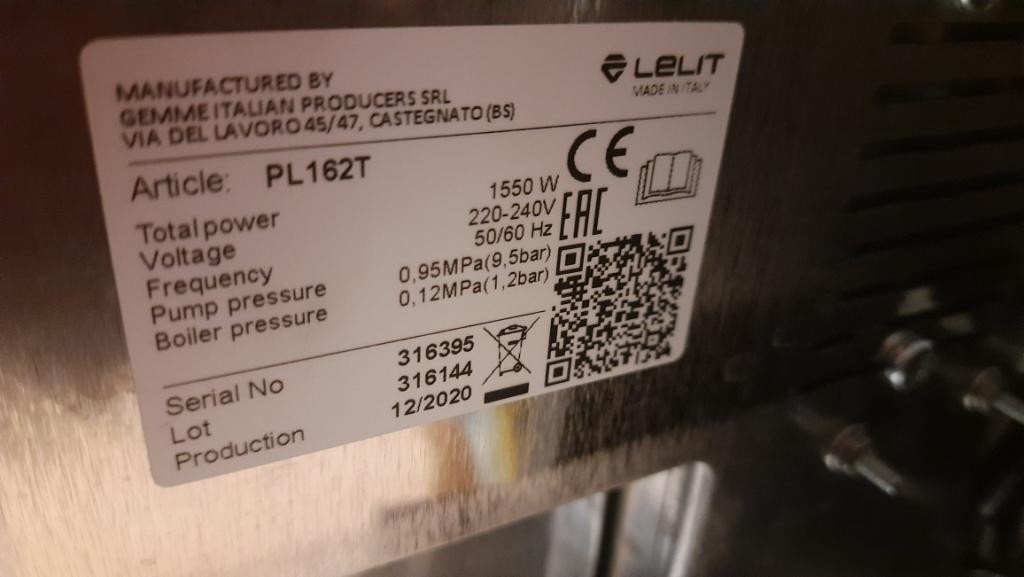 LELIT
MADE IN ITALY
MANUFACTURED BY
GEMME ITALIAN PRODUCERS SRL
VIA DEL LAVORO 45/47, CASTEGNATO (BS)
Article: PL162T
Total power 1550 W
Voltage 220-240V
Frequency 50/60 Hz
Pump pressure 0,95MPa(9,5bar)
Boiler pressure 0,12MPa(1,2bar)
CE
EAC
Serial No 316395
Lot 316144
Production 12/2020